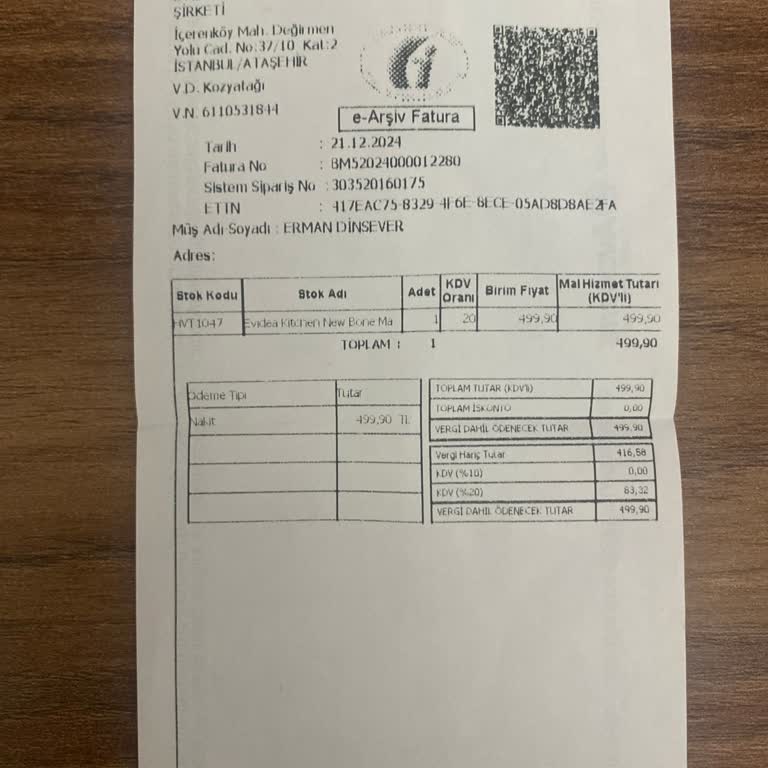 ŞİRKETİ
İçerenköy Mah. Değirmen
Yolu Cad. No:37/10 Kat:2
İSTANBUL/ATAŞEHİR
V.D. Kozyatağı
V.N. 6110531844
e-Arşiv Fatura
Tarih : 21.12.2024
Fatura No : BM52024000012280
Sistem Sipariş No : 303520160175
ETTN : 417EAC75-8329-4F6E-8ECE-05AD8D8AE2FA
Müş Adı Soyadı : ERMAN DİNSEVER
Adres:
Stok Kodu Stok Adı Adet KDV Oranı Birim Fiyat Mal Hizmet Tutarı (KDV'li)
HVT1047 Evidea Kitchen New Bone Ma 1 20 499,90 499,90
TOPLAM : 1 499,90
Ödeme Tipi Tutar
Nakit 499,90 TL
TOPLAM TUTAR (KDV'li) 499,90
TOPLAM İSKONTO 0,00
VERGİ DAHİL ÖDENECEK TUTAR 499,90
Vergi Hariç Tutar 416,58
KDV (%10) 0,00
KDV (%20) 83,32
VERGİ DAHİL ÖDENECEK TUTAR 499,90